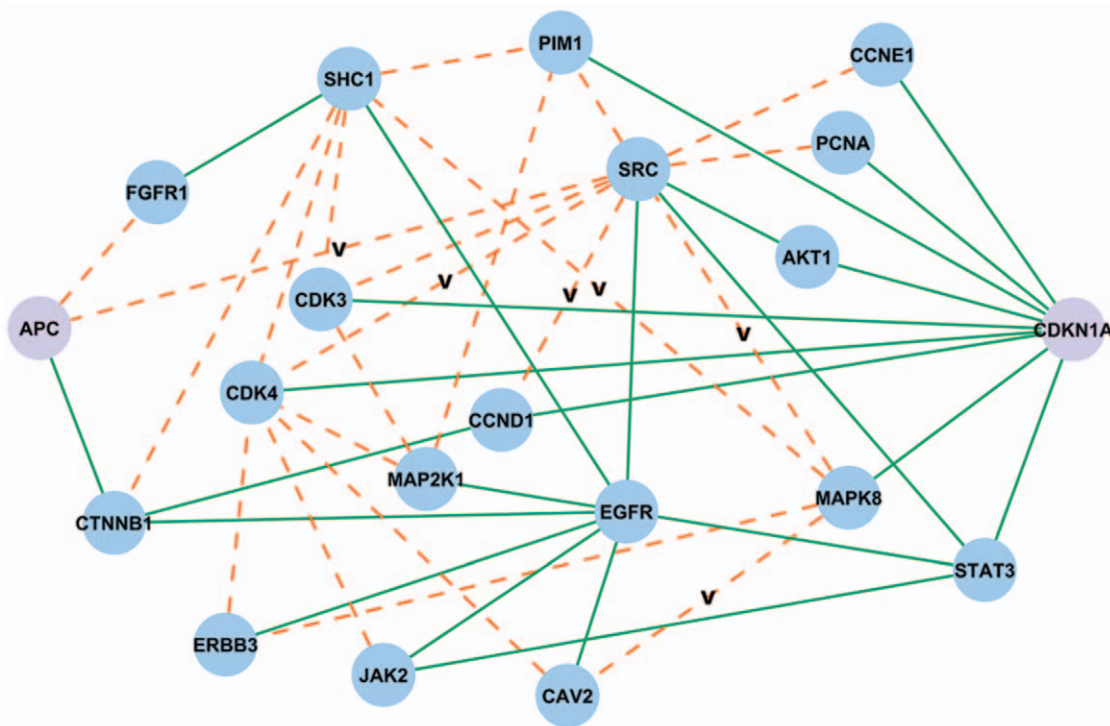 PIM1
CCNE1
SHC1
PCNA
SRC
FGFR1
v
AKT1
v
v
v
CDK3
APC
CDKN1A
v
CDK4
CCND1
MAP2K1
MAPK8
EGFR
CTNNB1
STAT3
v
ERBB3
JAK2
CAV2